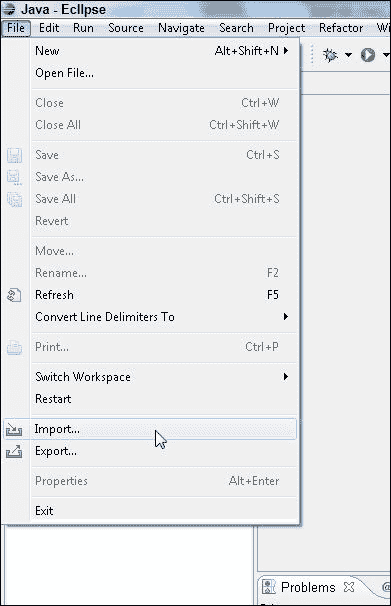 Java - Eclipse
File Edit Run Source Navigate Search Project Refactor Wi
New Alt+Shift+N
Open File...
Close Ctrl+W
Close All Ctrl+Shift+W
Save Ctrl+S
Save As...
Save All Ctrl+Shift+S
Revert
Move...
Rename... F2
Refresh F5
Convert Line Delimiters To
Print... Ctrl+P
Switch Workspace
Restart
Import...
Export...
Properties Alt+Enter
Exit
Problems @